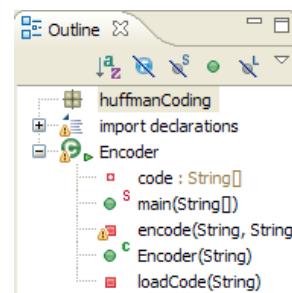 Outline
huffmanCoding
import declarations
Encoder
code : String[]
main(String[])
encode(String, String
Encoder(String)
loadCode(String)